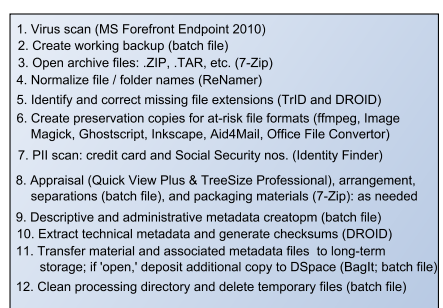 1. Virus scan (MS Forefront Endpoint 2010)
2. Create working backup (batch file)
3. Open archive files: .ZIP, .TAR, etc. (7-Zip)
4. Normalize file / folder names (ReNamer)
5. Identify and correct missing file extensions (TrID and DROID)
6. Create preservation copies for at-risk file formats (ffmpeg, Image
Magick, Ghostscript, Inkscape, Aid4Mail, Office File Convertor)
7. PII scan: credit card and Social Security nos. (Identity Finder)
8. Appraisal (Quick View Plus & TreeSize Professional), arrangement,
separations (batch file), and packaging materials (7-Zip): as needed
9. Descriptive and administrative metadata creatopm (batch file)
10. Extract technical metadata and generate checksums (DROID)
11. Transfer material and associated metadata files to long-term
storage; if 'open,' deposit additional copy to DSpace (BagIt; batch file)
12. Clean processing directory and delete temporary files (batch file)